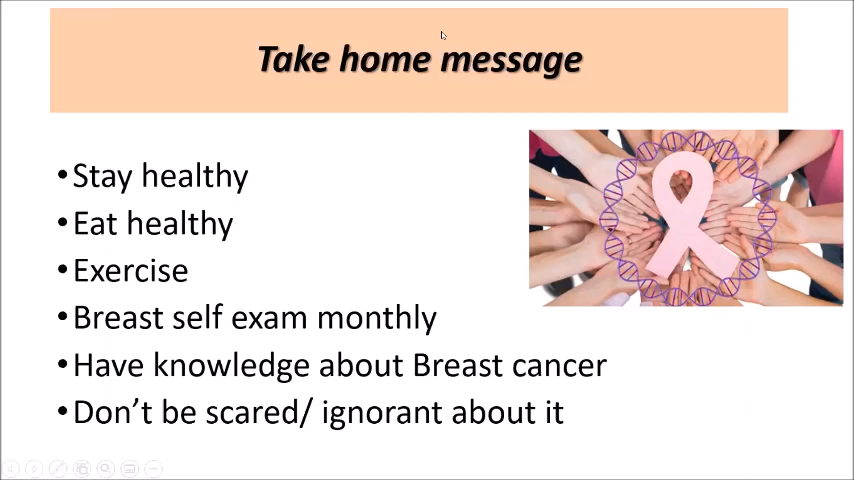 Take home message
•Stay healthy
•Eat healthy
•Exercise
•Breast self exam monthly
•Have knowledge about Breast cancer
•Don’t be scared/ ignorant about it